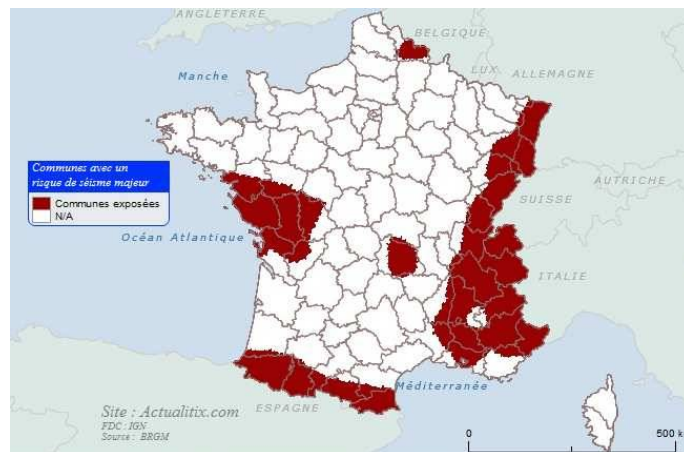 ANGLETERRE
BELGIQUE
LUX.
ALLEMAGNE
Manche
Communes avec un
risque de séisme majeur
Communes exposées
N/A
SUISSE
AUTRICHE
Océan Atlantique
ITALIE
Méditerranée
ESPAGNE
Site : Actualitix.com
FDC : IGN
Source : BRGM
0
500 k